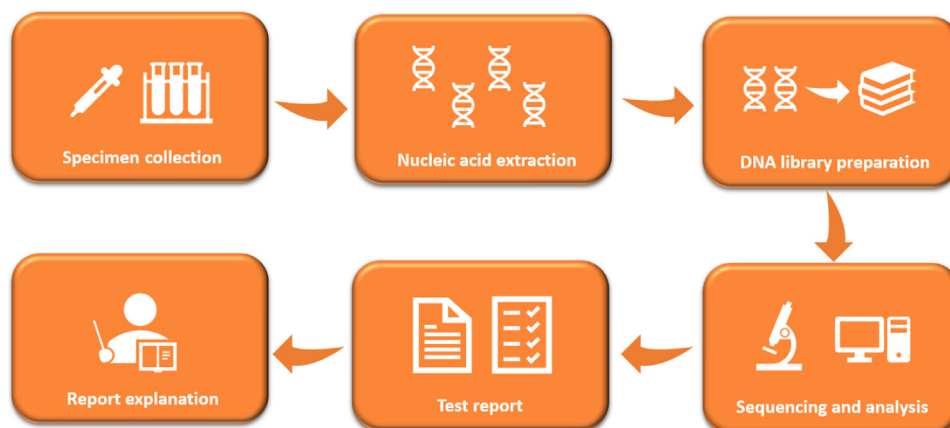 Specimen collection
Nucleic acid extraction
DNA library preparation
Sequencing and analysis
Test report
Report explanation